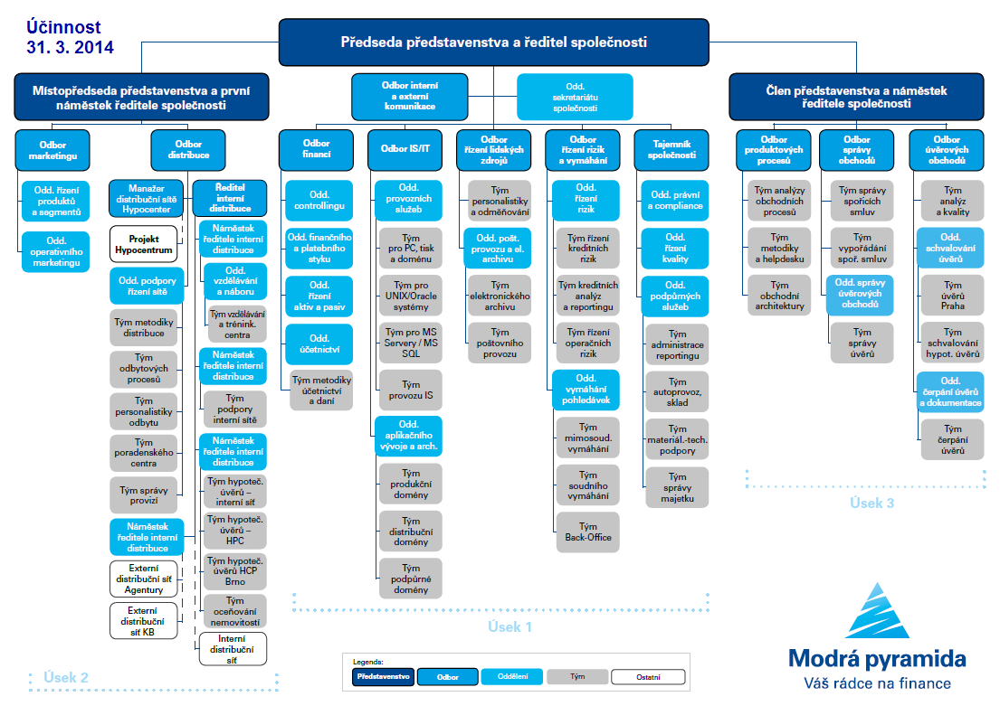 Účinnost
31. 3. 2014
Předseda představenstva a ředitel společnosti
Místopředseda představenstva a první
náměstek ředitele společnosti
Odbor interní
a externí
komunikace
Odd.
sekretariátu
společnosti
Člen představenstva a náměstek
ředitele společnosti
Odbor
marketingu
Odd. řízení
produktů
a segmentů
Odd.
operativního
marketingu
Odbor
distribuce
Manažer
distribuční sítě
Hypocenter
Projekt
Hypocentrum
Odd. podpory
řízení sítě
Tým metodiky
distribuce
Tým
odbytových
procesů
Tým
personalistiky
odbytu
Tým
poradenského
centra
Tým správy
provizí
Náměstek
ředitele interní
distribuce
Externí
distribuční síť
Agentury
Externí
distribuční
síť KB
Ředitel
interní
distribuce
Náměstek
ředitele interní
distribuce
Odd.
vzdělávání
a náboru
Tým vzdělávání
a trénink.
centra
Náměstek
ředitele interní
distribuce
Tým
podpory
interní sítě
Náměstek
ředitele interní
distribuce
Tým hypoteč.
úvěrů –
interní síť
Tým hypoteč.
úvěrů –
HPC
Tým hypoteč.
úvěrů HCP
Brno
Tým
oceňování
nemovitostí
Interní
distribuční
síť
Úsek 2
Odbor
financí
Odd.
controllingu
Odd. finančního
a platebního
styku
Odd.
řízení
aktiv a pasiv
Odd.
účetnictví
Tým metodiky
účetnictví
a daní
Odbor IS/IT
Odd.
provozních
služeb
Tým
pro PC, tisk
a doménu
Tým pro
UNIX/Oracle
systémy
Tým pro MS
Servery / MS
SQL
Tým
provozu IS
Odd.
aplikačního
vývoje a arch.
Tým
produkční
domény
Tým
distribuční
domény
Tým
podpůrné
domény
Odbor
řízení lidských
zdrojů
Tým
personalistiky
a odměňování
Odd. pošt.
provozu a el.
archivu
Tým
elektronického
archivu
Tým
poštovního
provozu
Odbor
řízení rizik
a vymáhání
Odd.
řízení
rizik
Tým řízení
kreditních
rizik
Tým kreditních
analýz
a reportingu
Tým řízení
operačních
rizik
Odd.
vymáhání
pohledávek
Tým
mimosoud.
vymáhání
Tým
soudního
vymáhání
Tým
Back-Office
Tajemník
společnosti
Odd. právní
a compliance
Odd.
řízení
kvality
Odd.
podpůrných
služeb
Tým
administrace
reportingu
Tým
autoprovoz,
sklad
Tým
materiál.-tech.
podpory
Tým
správy
majetku
Úsek 1
Odbor
produktových
procesů
Tým analýzy
obchodních
procesů
Tým
metodiky
a helpdesku
Tým
obchodní
architektury
Odbor
správy
obchodů
Tým správy
spořicích
smluv
Tým
vypořádání
spoř. smluv
Odd. správy
úvěrových
obchodů
Tým
správy
úvěrů
Odbor
úvěrových
obchodů
Tým
analýz
a kvality
Odd.
schvalování
úvěrů
Tým
úvěrů
Praha
Tým
schvalování
hypot. úvěrů
Odd.
čerpání úvěrů
a dokumentace
Tým
čerpání
úvěrů
Úsek 3
Legenda:
Představenstvo
Odbor
Oddělení
Tým
Ostatní
Modrá pyramida
Váš rádce na finance